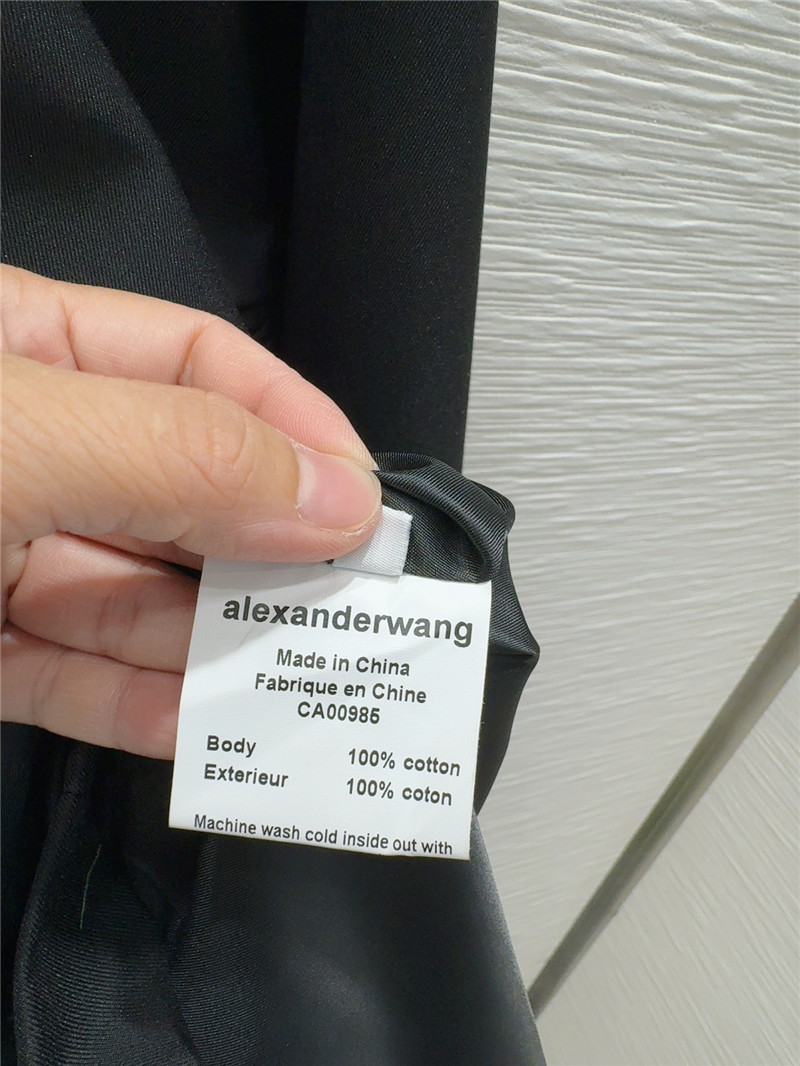 alexanderwang
Made in China
Fabrique en Chine
CA00985
Body 100% cotton
Exterieur 100% coton
Machine wash cold inside out with